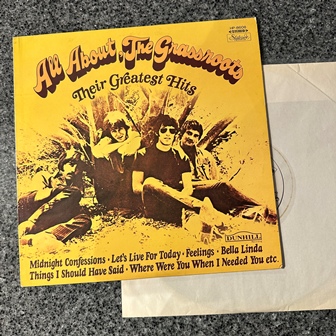 STEREO
All About The Grassroots
Their Greatest Hits
DUNHILL
Midnight Confessions · Let's Live For Today · Feelings · Bella Linda
Things I Should Have Said · Where Were You When I Needed You etc.